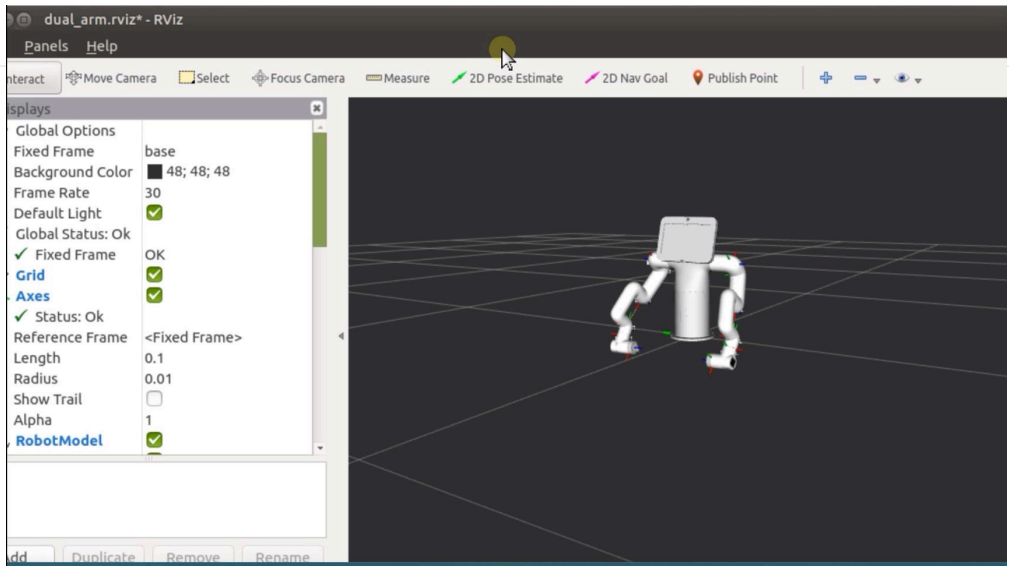 dual_arm.rviz* - RViz
Panels Help
nteract Move Camera Select Focus Camera Measure 2D Pose Estimate 2D Nav Goal Publish Point
isplays
Global Options
Fixed Frame base
Background Color 48; 48; 48
Frame Rate 30
Default Light
Global Status: Ok
Fixed Frame OK
Grid
Axes
Status: Ok
Reference Frame <Fixed Frame>
Length 0.1
Radius 0.01
Show Trail
Alpha 1
RobotModel
Add Duplicate Remove Rename